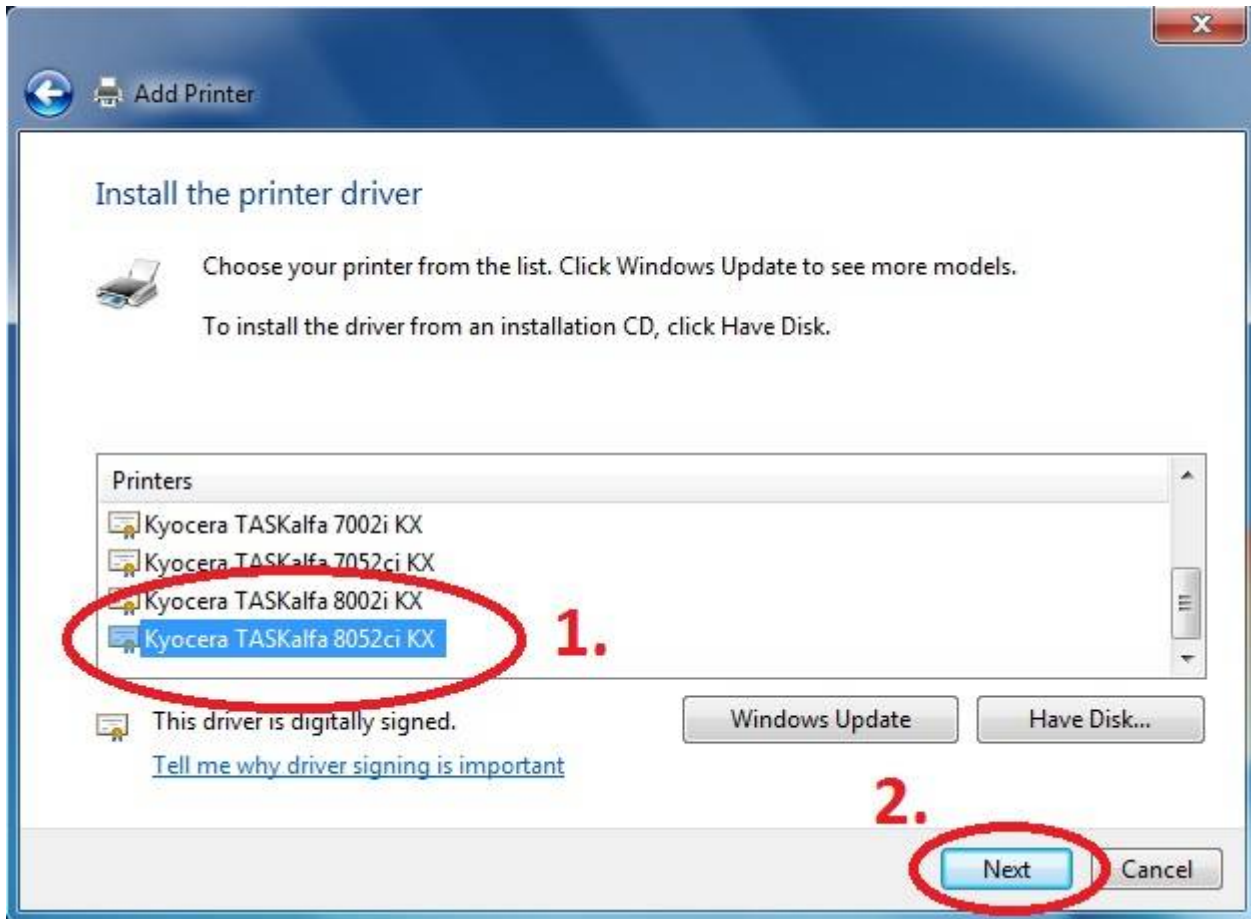 Add Printer
Install the printer driver
Choose your printer from the list. Click Windows Update to see more models.
To install the driver from an installation CD, click Have Disk.
Printers
Kyocera TASKalfa 7002i KX
Kyocera TASKalfa 7052ci KX
Kyocera TASKalfa 8002i KX
Kyocera TASKalfa 8052ci KX
1.
This driver is digitally signed.
Windows Update
Have Disk...
Tell me why driver signing is important
2.
Next
Cancel